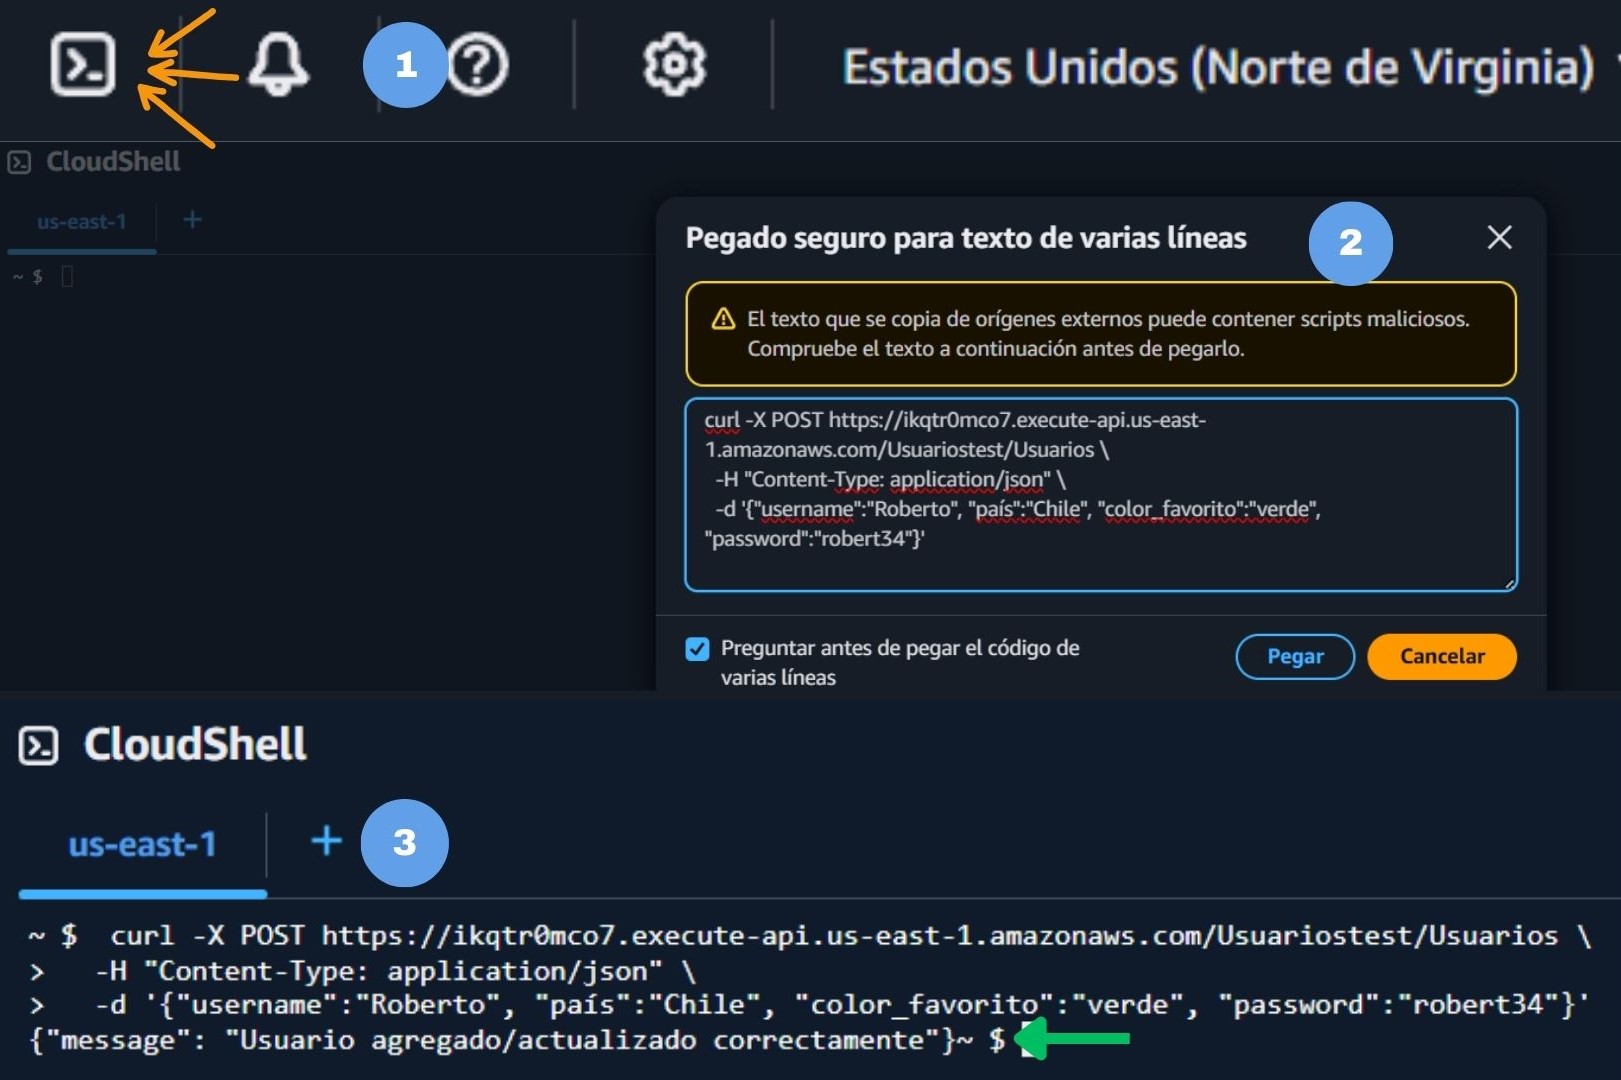 1
Estados Unidos (Norte de Virginia)
CloudShell
us-east-1 +
~ $
Pegado seguro para texto de varias líneas
2
El texto que se copia de orígenes externos puede contener scripts maliciosos.
Compruebe el texto a continuación antes de pegarlo.
curl -X POST https://ikqtr0mco7.execute-api.us-east-
1.amazonaws.com/Usuariostest/Usuarios \
-H "Content-Type: application/json" \
-d '{"username":"Roberto", "país":"Chile", "color_favorito":"verde",
"password":"robert34"}'
Preguntar antes de pegar el código de
varias líneas
Pegar
Cancelar
CloudShell
us-east-1 +
3
~ $ curl -X POST https://ikqtr0mco7.execute-api.us-east-1.amazonaws.com/Usuariostest/Usuarios \
> -H "Content-Type: application/json" \
> -d '{"username":"Roberto", "país":"Chile", "color_favorito":"verde", "password":"robert34"}'
{"message": "Usuario agregado/actualizado correctamente"}~ $